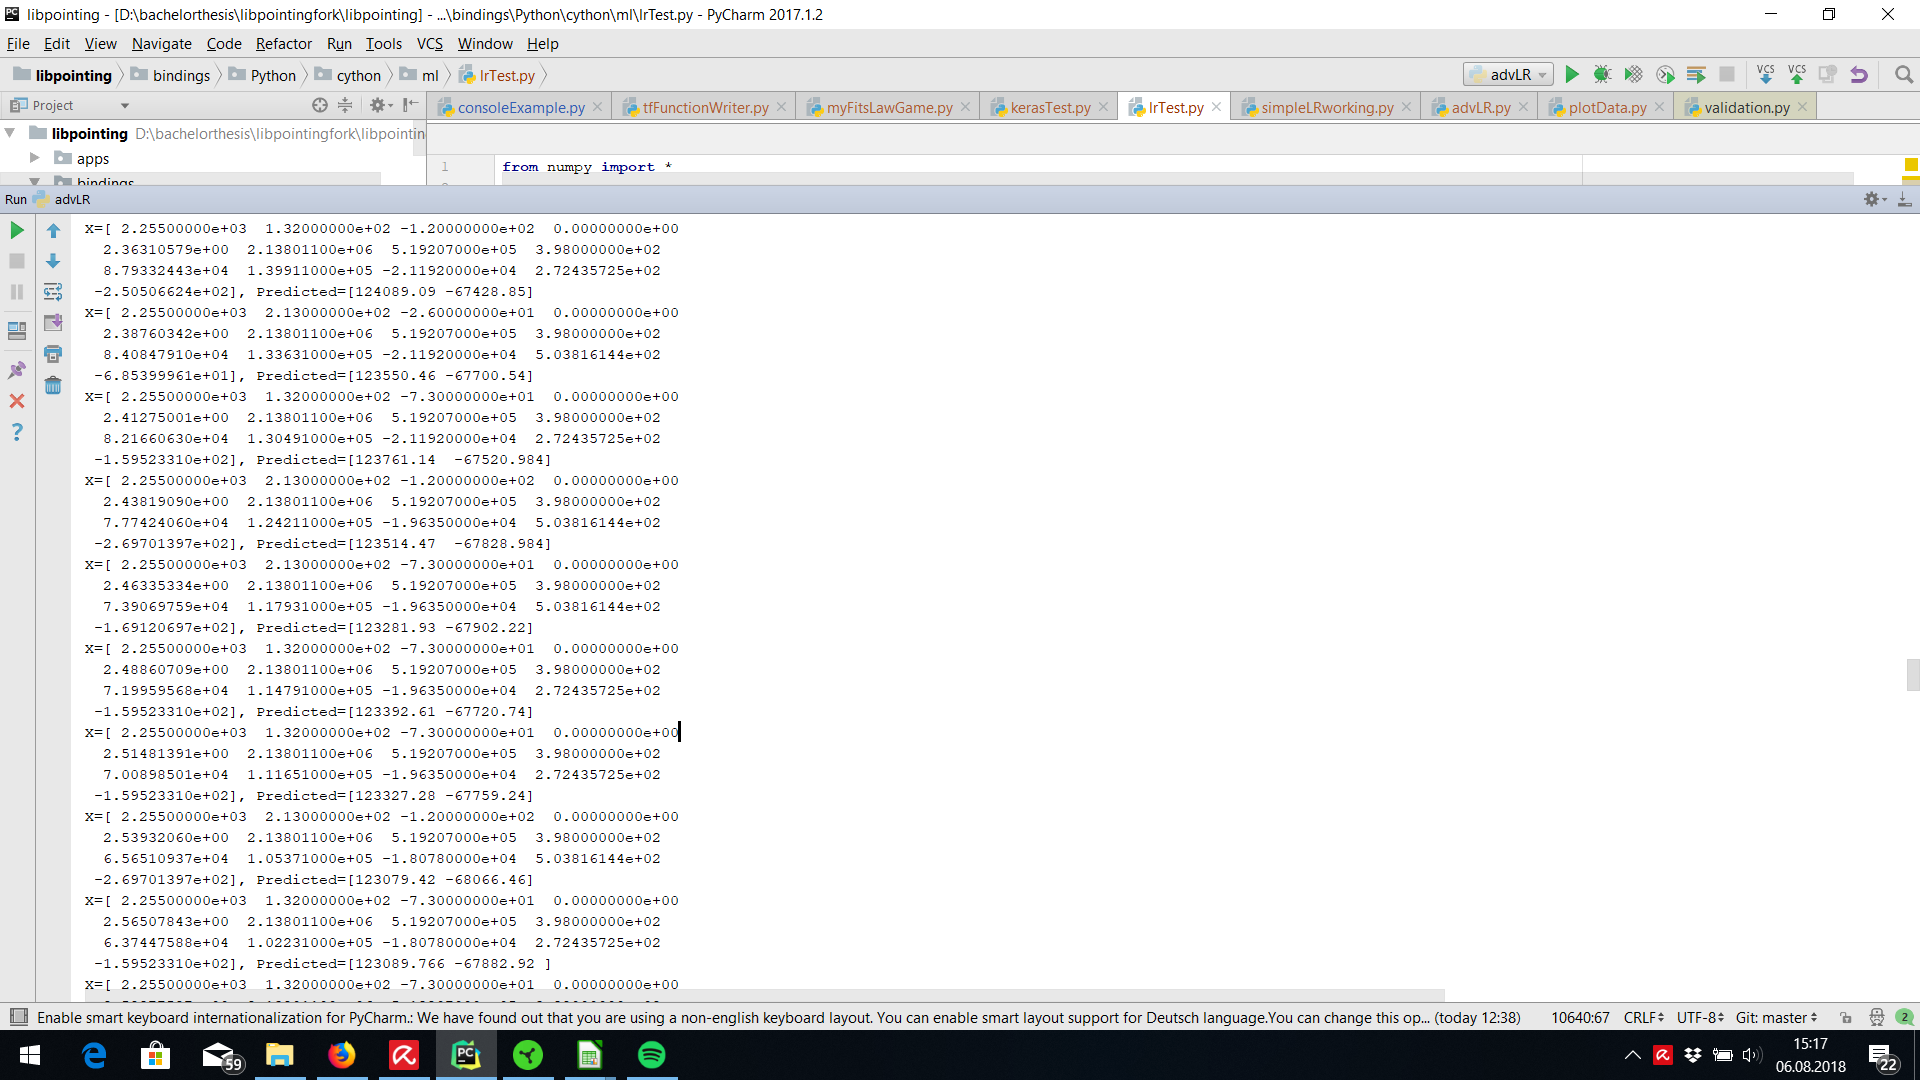 libpointing - [D:\bachelorthesis\libpointingfork\libpointing] - ...\bindings\Python\cython\ml\lrTest.py - PyCharm 2017.1.2
File Edit View Navigate Code Refactor Run Tools VCS Window Help
libpointing bindings Python cython ml lrTest.py advLR VCS VCS
Project consoleExample.py tfFunctionWriter.py myFitsLawGame.py kerasTest.py lrTest.py simpleLRworking.py advLR.py plotData.py validation.py
libpointing D:\bachelorthesis\libpointingfork\libpointin
apps
bindings
1 from numpy import *
Run advLR
X=[ 2.25500000e+03 1.32000000e+02 -1.20000000e+02 0.00000000e+00
2.36310579e+00 2.13801100e+06 5.19207000e+05 3.98000000e+02
8.79332443e+04 1.39911000e+05 -2.11920000e+04 2.72435725e+02
-2.50506624e+02], Predicted=[124089.09 -67428.85]
X=[ 2.25500000e+03 2.13000000e+02 -2.60000000e+01 0.00000000e+00
2.38760342e+00 2.13801100e+06 5.19207000e+05 3.98000000e+02
8.40847910e+04 1.33631000e+05 -2.11920000e+04 5.03816144e+02
-6.85399961e+01], Predicted=[123550.46 -67700.54]
X=[ 2.25500000e+03 1.32000000e+02 -7.30000000e+01 0.00000000e+00
2.41275001e+00 2.13801100e+06 5.19207000e+05 3.98000000e+02
8.21660630e+04 1.30491000e+05 -2.11920000e+04 2.72435725e+02
-1.59523310e+02], Predicted=[123761.14 -67520.984]
X=[ 2.25500000e+03 2.13000000e+02 -1.20000000e+02 0.00000000e+00
2.43819090e+00 2.13801100e+06 5.19207000e+05 3.98000000e+02
7.77424060e+04 1.24211000e+05 -1.96350000e+04 5.03816144e+02
-2.69701397e+02], Predicted=[123514.47 -67828.984]
X=[ 2.25500000e+03 2.13000000e+02 -7.30000000e+01 0.00000000e+00
2.46335334e+00 2.13801100e+06 5.19207000e+05 3.98000000e+02
7.39069759e+04 1.17931000e+05 -1.96350000e+04 5.03816144e+02
-1.69120697e+02], Predicted=[123281.93 -67902.22]
X=[ 2.25500000e+03 1.32000000e+02 -7.30000000e+01 0.00000000e+00
2.48860709e+00 2.13801100e+06 5.19207000e+05 3.98000000e+02
7.19959568e+04 1.14791000e+05 -1.96350000e+04 2.72435725e+02
-1.59523310e+02], Predicted=[123392.61 -67720.74]
X=[ 2.25500000e+03 1.32000000e+02 -7.30000000e+01 0.00000000e+00
2.51481391e+00 2.13801100e+06 5.19207000e+05 3.98000000e+02
7.00898501e+04 1.11651000e+05 -1.96350000e+04 2.72435725e+02
-1.59523310e+02], Predicted=[123327.28 -67759.24]
X=[ 2.25500000e+03 2.13000000e+02 -1.20000000e+02 0.00000000e+00
2.53932060e+00 2.13801100e+06 5.19207000e+05 3.98000000e+02
6.56510937e+04 1.05371000e+05 -1.80780000e+04 5.03816144e+02
-2.69701397e+02], Predicted=[123079.42 -68066.46]
X=[ 2.25500000e+03 1.32000000e+02 -7.30000000e+01 0.00000000e+00
2.56507843e+00 2.13801100e+06 5.19207000e+05 3.98000000e+02
6.37447588e+04 1.02231000e+05 -1.80780000e+04 2.72435725e+02
-1.59523310e+02], Predicted=[123089.766 -67882.92 ]
X=[ 2.25500000e+03 1.32000000e+02 -7.30000000e+01 0.00000000e+00
Enable smart keyboard internationalization for PyCharm.: We have found out that you are using a non-english keyboard layout. You can enable smart layout support for Deutsch language.You can change this op... (today 12:38) 10640:67 CRLF UTF-8 Git: master 2
59 PC 15:17
06.08.2018 22